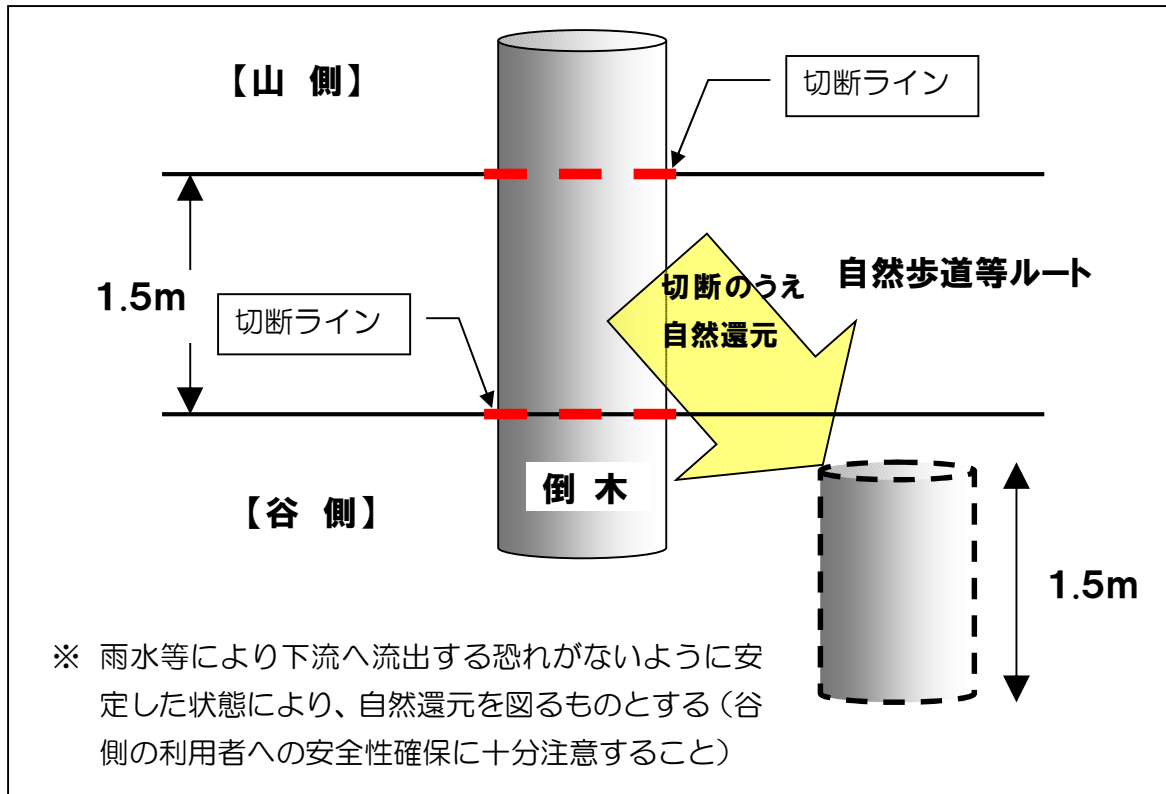 【山 側】
切断ライン
1.5m
切断のうえ
自然還元
自然歩道等ルート
切断ライン
倒 木
【谷 側】
1.5m
※ 雨水等により下流へ流出する恐れがないように安
定した状態により、自然還元を図るものとする（谷
側の利用者への安全性確保に十分注意すること）